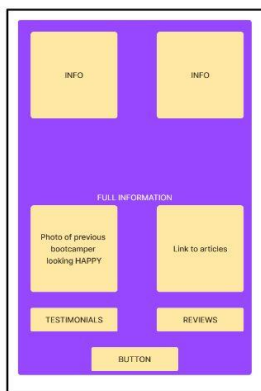 INFO
INFO
FULL INFORMATION
Photo of previous
bootcamper
looking HAPPY
Link to articles
TESTIMONIALS
REVIEWS
BUTTON